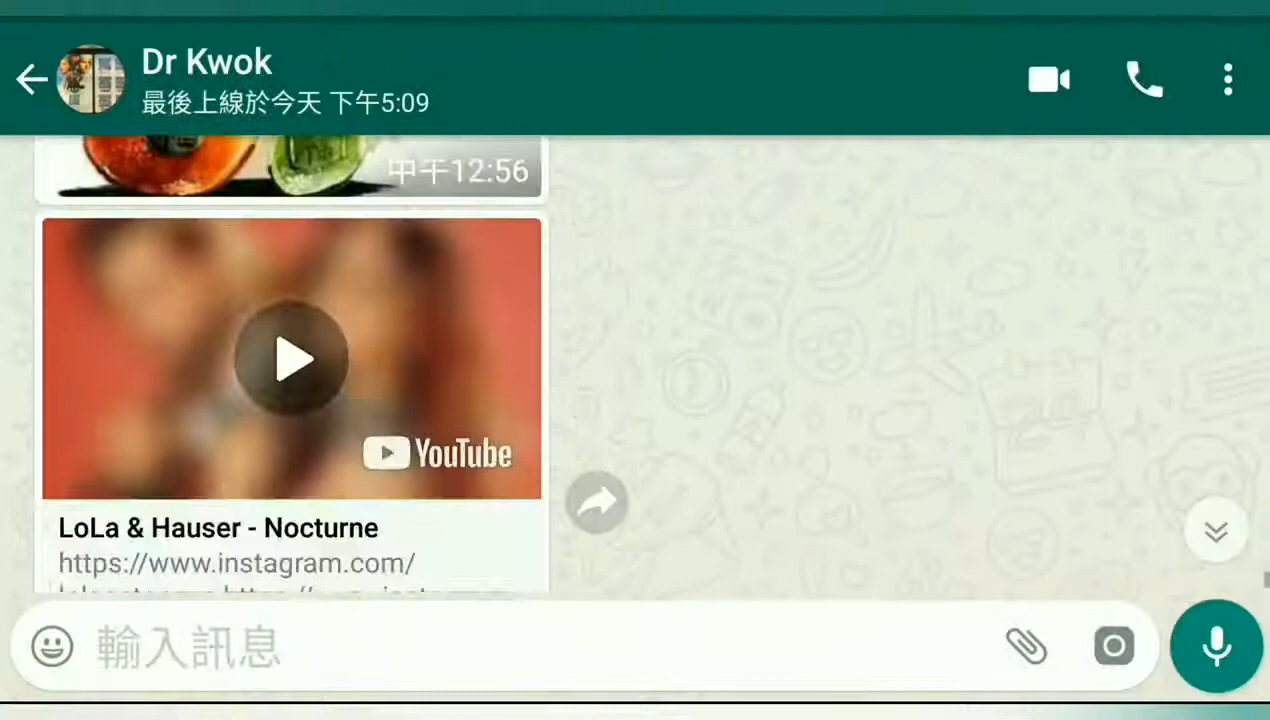 Dr Kwok
最後上線於今天 下午5:09
中午12:56
YouTube
LoLa & Hauser - Nocturne
https://www.instagram.com/
輸入訊息